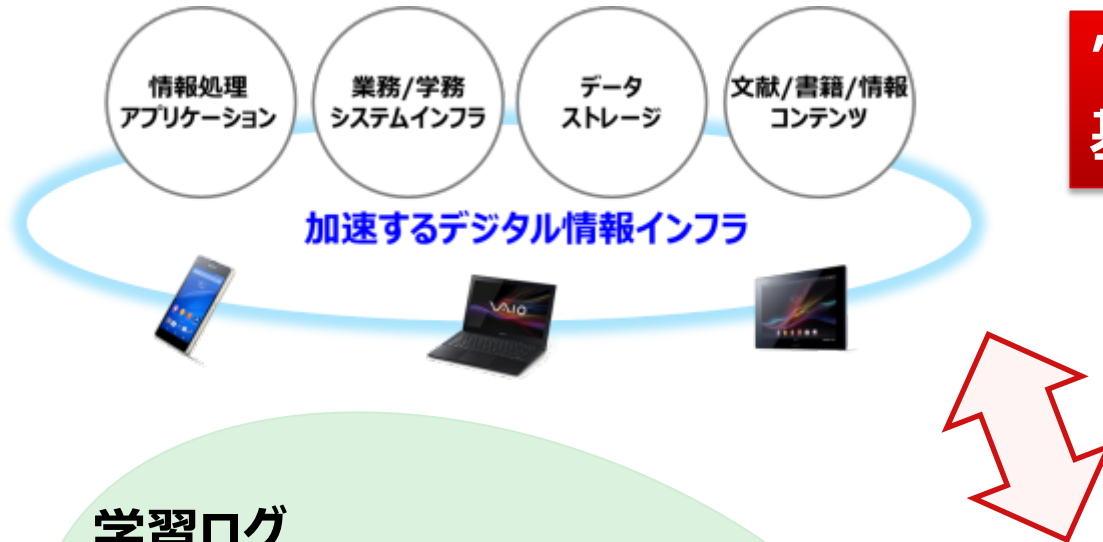 情報処理
アプリケーション
業務/学務
システムインフラ
データ
ストレージ
文献/書籍/情報
コンテンツ
加速するデジタル情報インフラ
VAIO
学習ログ